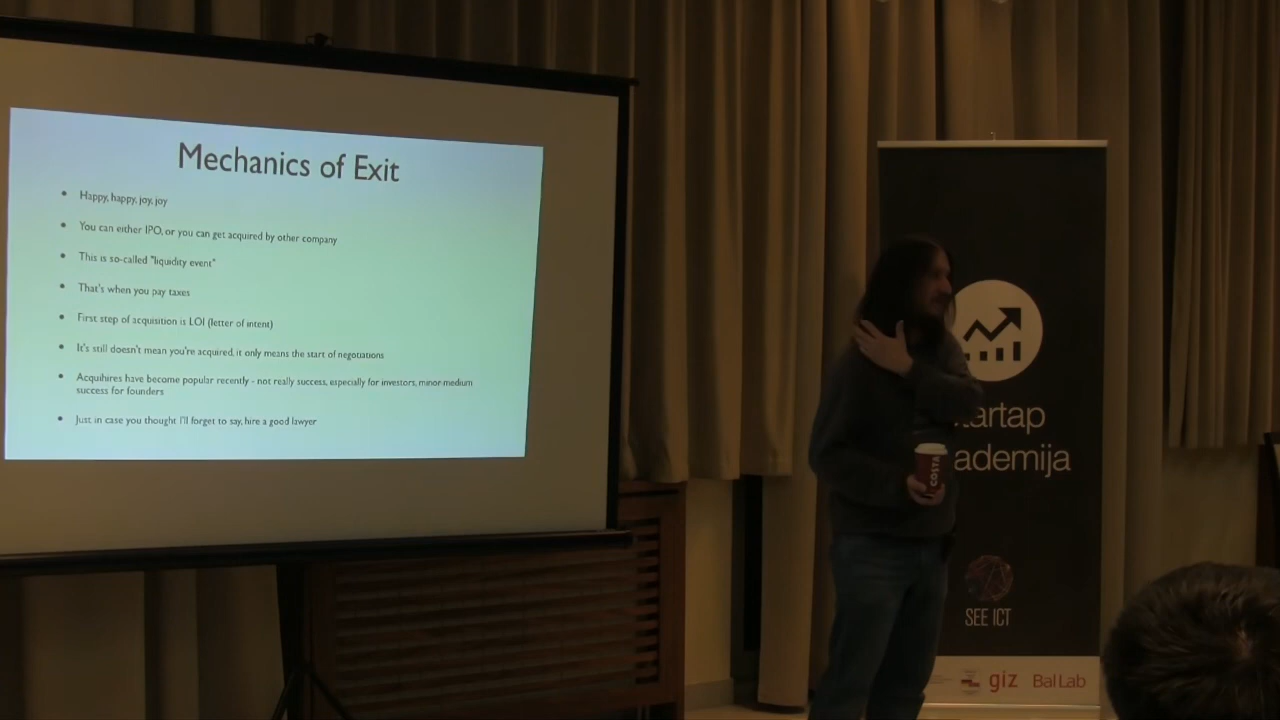 Mechanics of Exit
• Happy, happy, joy, joy
• You can either IPO, or you can get acquired by other company
• This is so-called "liquidity event"
• That's when you pay taxes
• First step of acquisition is LOI (letter of intent)
• It's still doesn't mean you're acquired, it only means the start of negotiations
• Acquihires have become popular recently - not really success, especially for investors, minor-medium
success for founders
• Just in case you thought I'll forget to say, hire a good lawyer
COSTA
tartap
ademija
SEE ICT
giz Bal Lab